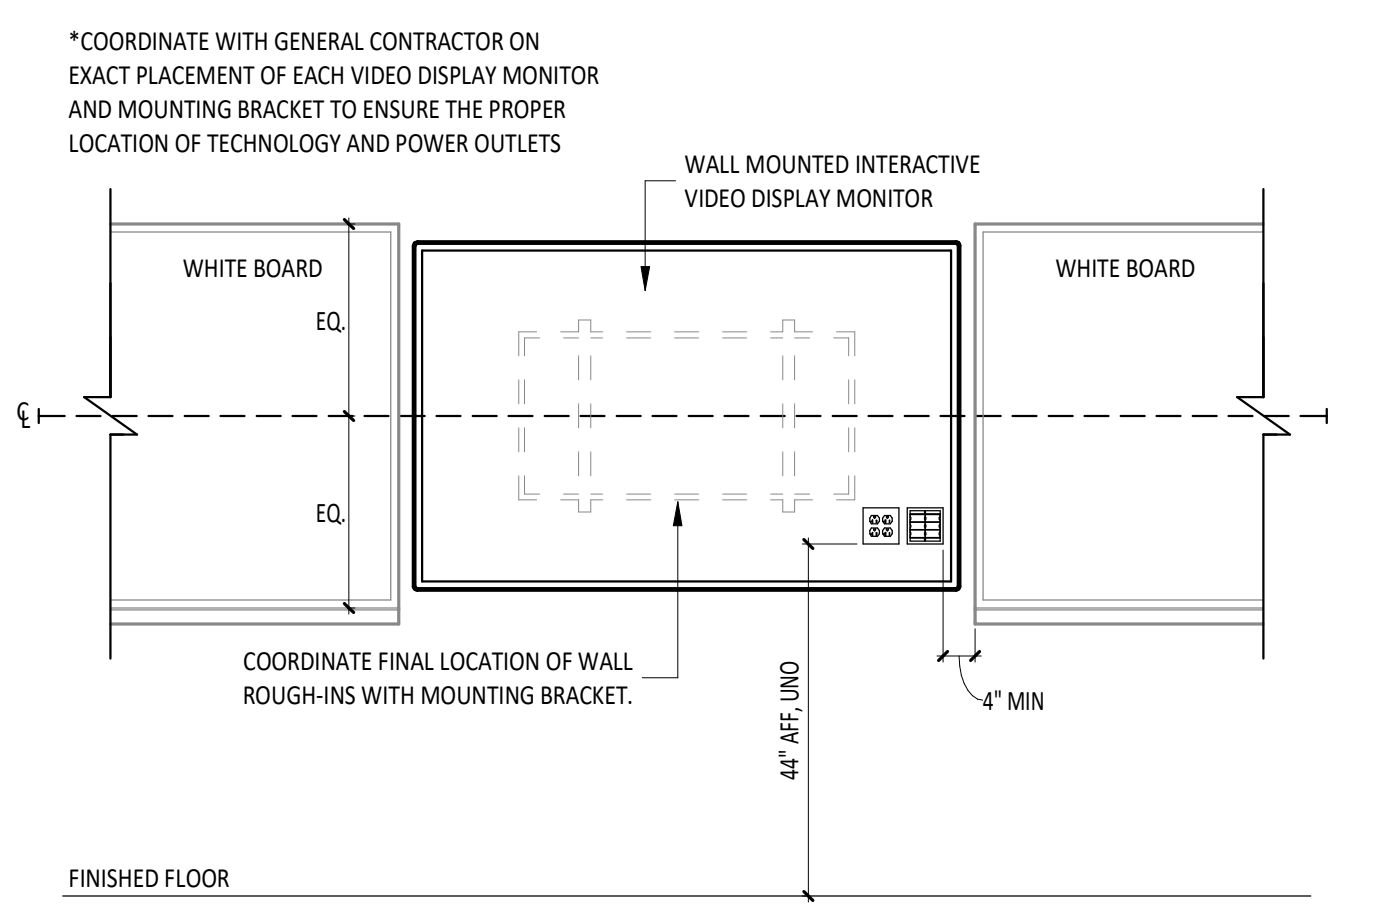 *COORDINATE WITH GENERAL CONTRACTOR ON
EXACT PLACEMENT OF EACH VIDEO DISPLAY MONITOR
AND MOUNTING BRACKET TO ENSURE THE PROPER
LOCATION OF TECHNOLOGY AND POWER OUTLETS
WALL MOUNTED INTERACTIVE
VIDEO DISPLAY MONITOR
WHITE BOARD
WHITE BOARD
EQ.
℄
EQ.
COORDINATE FINAL LOCATION OF WALL
ROUGH-INS WITH MOUNTING BRACKET.
44" AFF, UNO
4" MIN
FINISHED FLOOR